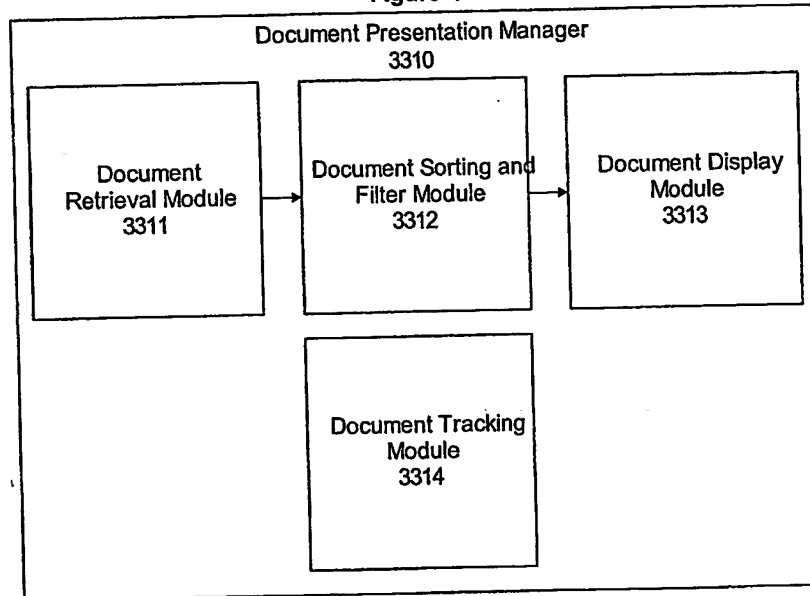 Document Presentation Manager
3310
Document
Retrieval Module
3311
Document Sorting and
Filter Module
3312
Document Display
Module
3313
Document Tracking
Module
3314